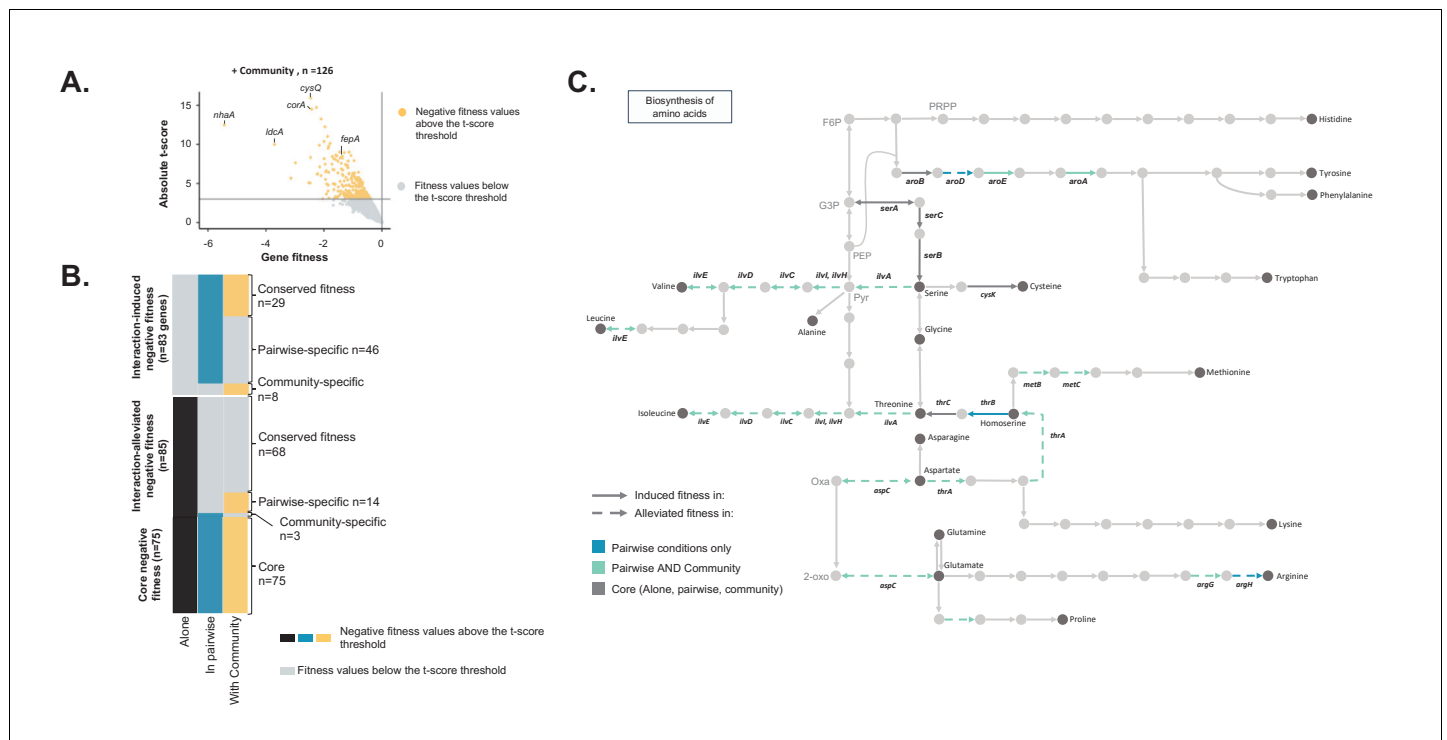 A.
+ Community , n =126
cysQ
corA
nhaA
ldcA
fepA
15
10
5
0
-6
-4
-2
0
Absolute t-score
Gene fitness
Negative fitness values
above the t-score
threshold
Fitness values below
the t-score threshold
B.
Interaction-induced
negative fitness
(n=83 genes)
Interaction-alleviated
negative fitness
(n=85)
Core negative
fitness (n=75)
Conserved fitness
n=29
Pairwise-specific n=46
Community-specific
n=8
Conserved fitness
n=68
Pairwise-specific n=14
Community-specific
n=3
Core
n=75
Alone
In pairwise
With Community
Negative fitness values above the t-score
threshold
Fitness values below the t-score threshold
C.
Biosynthesis of
amino acids
PRPP
F6P
Histidine
aroB
aroD
aroE
aroA
Tyrosine
Phenylalanine
G3P
serA
serC
serB
PEP
Tryptophan
ilvE
ilvD
ilvC
ilvI, ilvH
ilvA
Valine
Pyr
Serine
cysK
Cysteine
Leucine
ilvE
Alanine
Glycine
metB
metC
Methionine
Isoleucine
ilvE
ilvD
ilvC
ilvI, ilvH
ilvA
Threonine
thrC
thrB
Homoserine
thrA
Asparagine
Aspartate
Oxa
aspC
thrA
Lysine
Glutamine
Glutamate
2-oxo
aspC
argG
argH
Arginine
Proline
Induced fitness in:
Alleviated fitness in:
Pairwise conditions only
Pairwise AND Community
Core (Alone, pairwise, community)